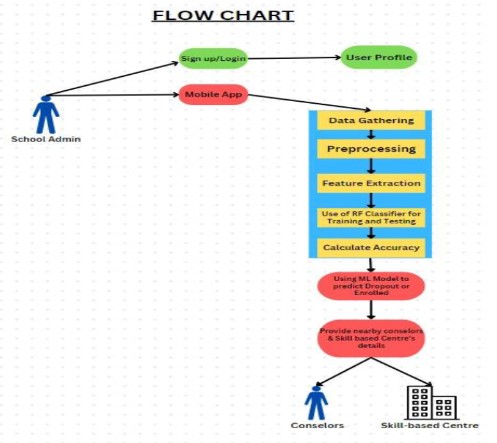 FLOW CHART
Sign up/Login
User Profile
Mobile App
School Admin
Data Gathering
Preprocessing
Feature Extraction
Use of RF Classifier for
Training and Testing
Calculate Accuracy
Using ML Model to
predict Dropout or
Enrolled
Provide nearby conselors
& Skill based Centre's
details
Conselors
Skill-based Centre